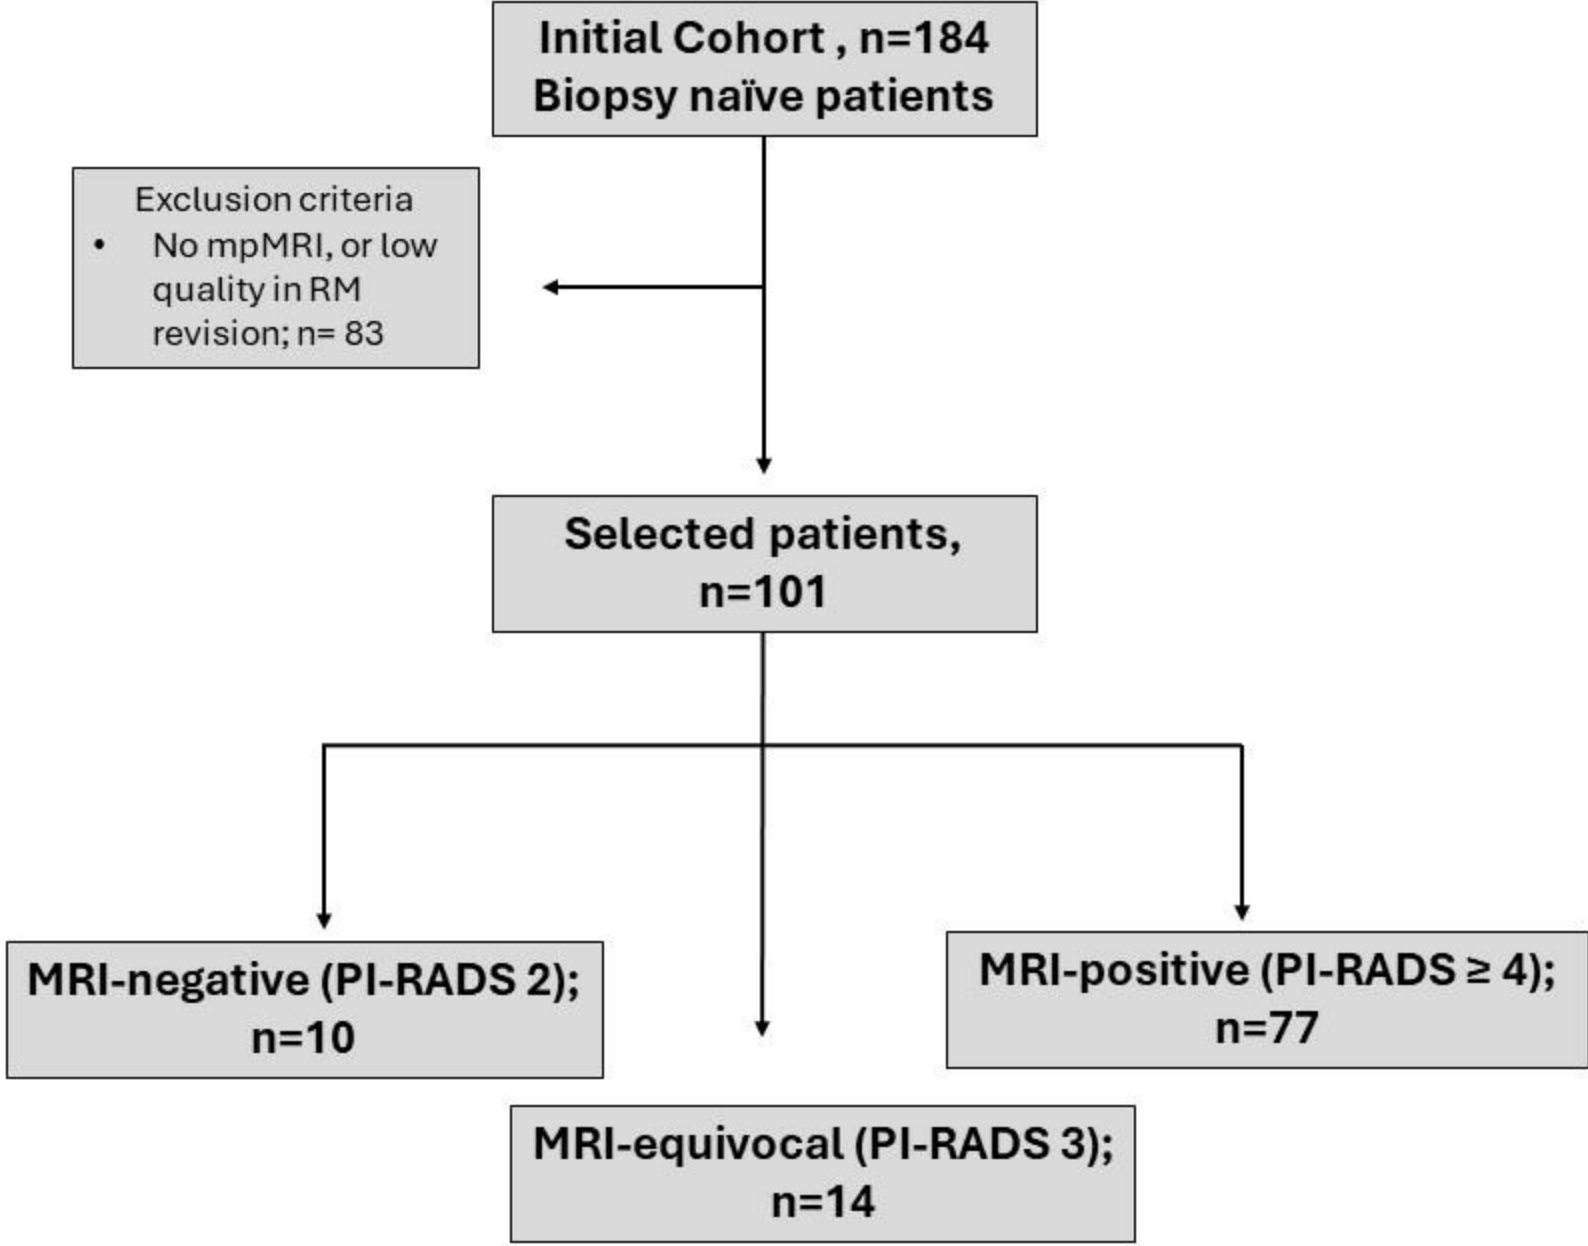 Initial Cohort , n=184
Biopsy naïve patients
Exclusion criteria
• No mpMRI, or low
quality in RM
revision; n= 83
Selected patients,
n=101
MRI-negative (PI-RADS 2);
n=10
MRI-positive (PI-RADS ≥ 4);
n=77
MRI-equivocal (PI-RADS 3);
n=14